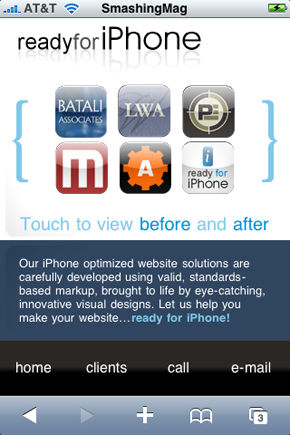 AT&T SmashingMag
readyforiPhone
BATALI
ASSOCIATES
LWA
PE
M
A
i
ready for
iPhone
Touch to view before and after
Our iPhone optimized website solutions are
carefully developed using valid, standards-
based markup, brought to life by eye-catching,
innovative visual designs. Let us help you
make your website...ready for iPhone!
home clients call e-mail
3